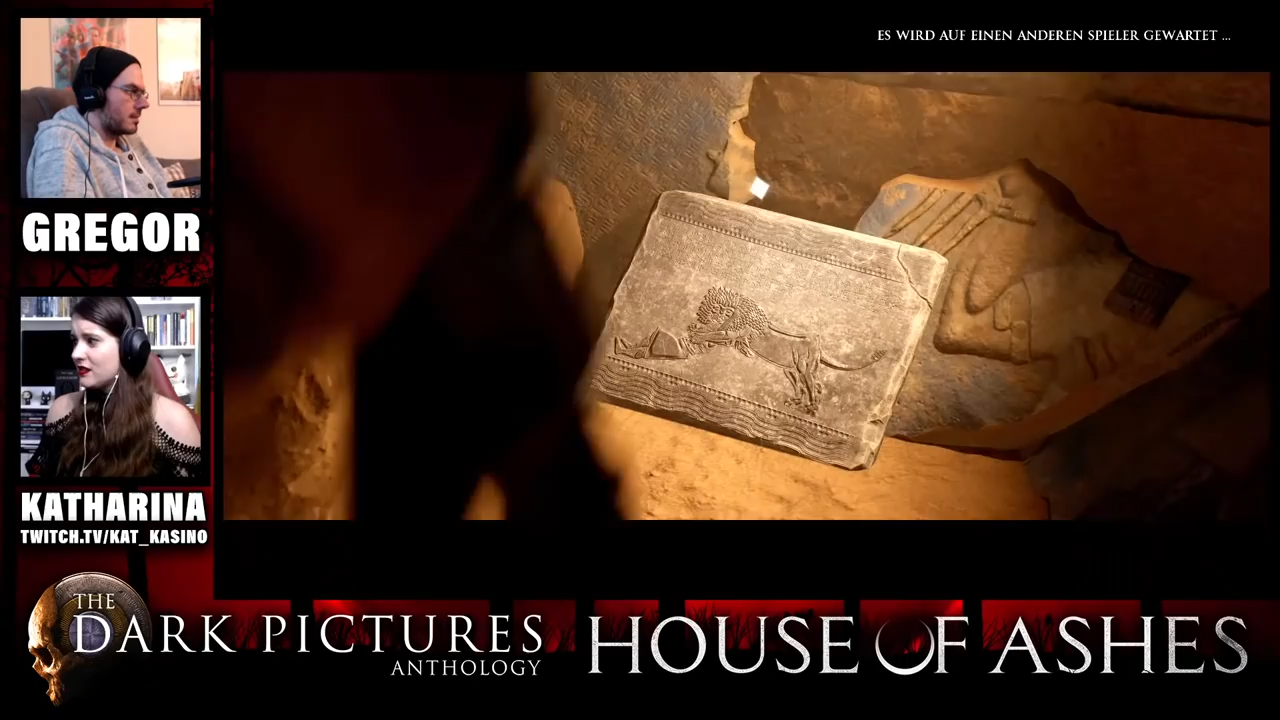 ES WIRD AUF EINEN ANDEREN SPIELER GEWARTET ...
GREGOR
KATHARINA
TWITCH.TV/KAT_KASINO
THE
DARK PICTURES
ANTHOLOGY
HOUSE OF ASHES